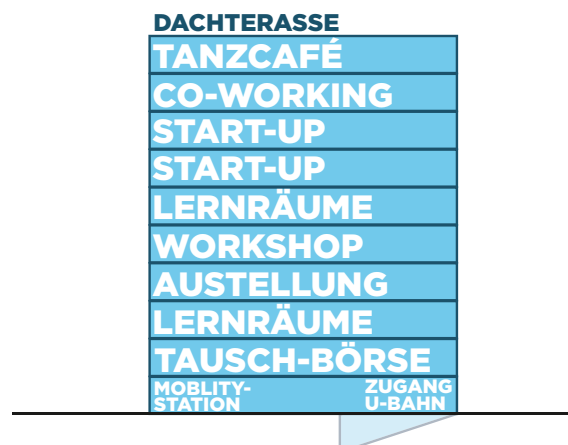 DACHTERASSE
TANZCAFÉ
CO-WORKING
START-UP
START-UP
LERNRÄUME
WORKSHOP
AUSTELLUNG
LERNRÄUME
TAUSCH-BÖRSE
MOBLITY-
STATION
ZUGANG
U-BAHN